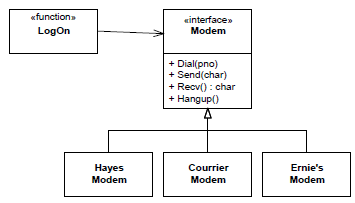 «function»
LogOn
«interface»
Modem
+ Dial(pno)
+ Send(char)
+ Recv() : char
+ Hangup()
Hayes
Modem
Courrier
Modem
Ernie's
Modem